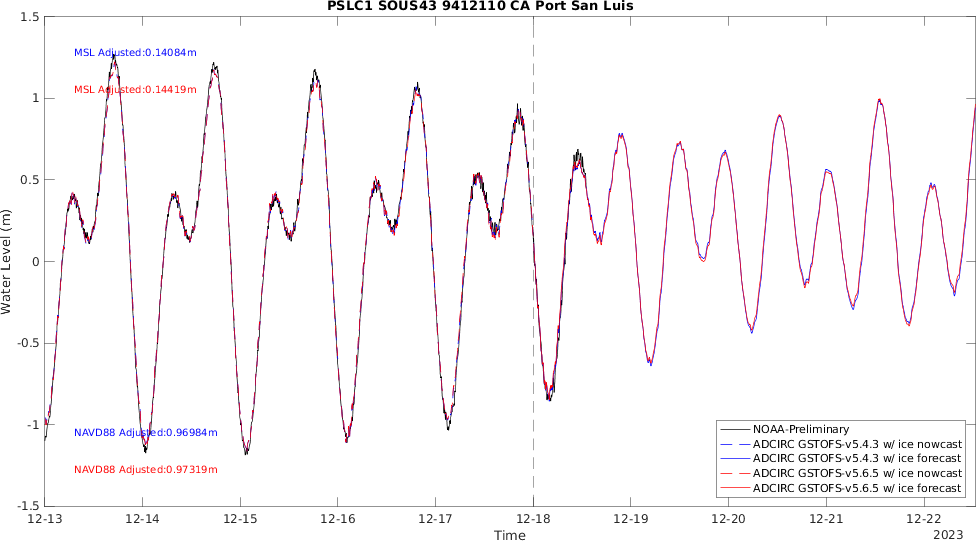 PSLC1 SOUS43 9412110 CA Port San Luis
1.5
1
0.5
0
-0.5
-1
-1.5
Water Level (m)
MSL Adjusted:0.14084m
MSL Adjusted:0.14419m
NAVD88 Adjusted:0.96984m
NAVD88 Adjusted:0.97319m
NOAA-Preliminary
ADCIRC GSTOFS-v5.4.3 w/ ice nowcast
ADCIRC GSTOFS-v5.4.3 w/ ice forecast
ADCIRC GSTOFS-v5.6.5 w/ ice nowcast
ADCIRC GSTOFS-v5.6.5 w/ ice forecast
12-13 12-14 12-15 12-16 12-17 12-18 12-19 12-20 12-21 12-22
Time
2023